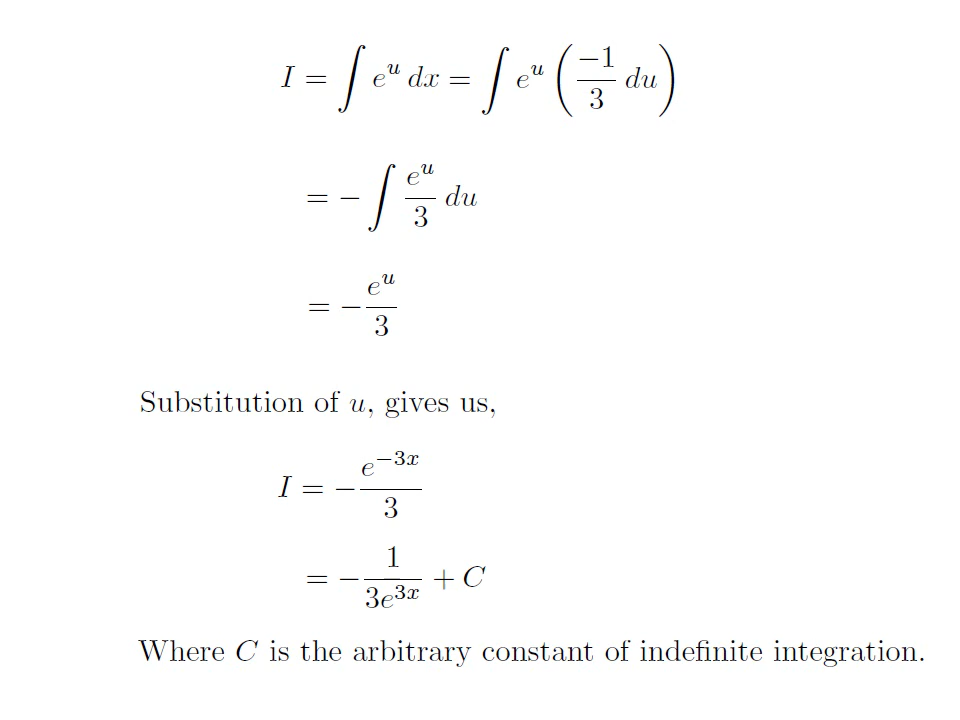 I = ∫ e^u dx = ∫ e^u (-1/3 du)
= - ∫ e^u/3 du
= - e^u/3
Substitution of u, gives us,
I = - e^{-3x}/3
= - 1/(3e^{3x}) + C
Where C is the arbitrary constant of indefinite integration.